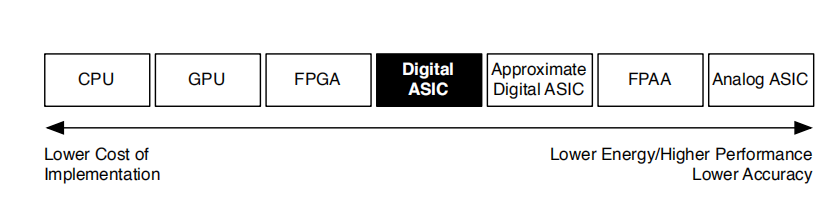 CPU
GPU
FPGA
Digital
ASIC
Approximate
Digital ASIC
FPAA
Analog ASIC
Lower Cost of
Implementation
Lower Energy/Higher Performance
Lower Accuracy